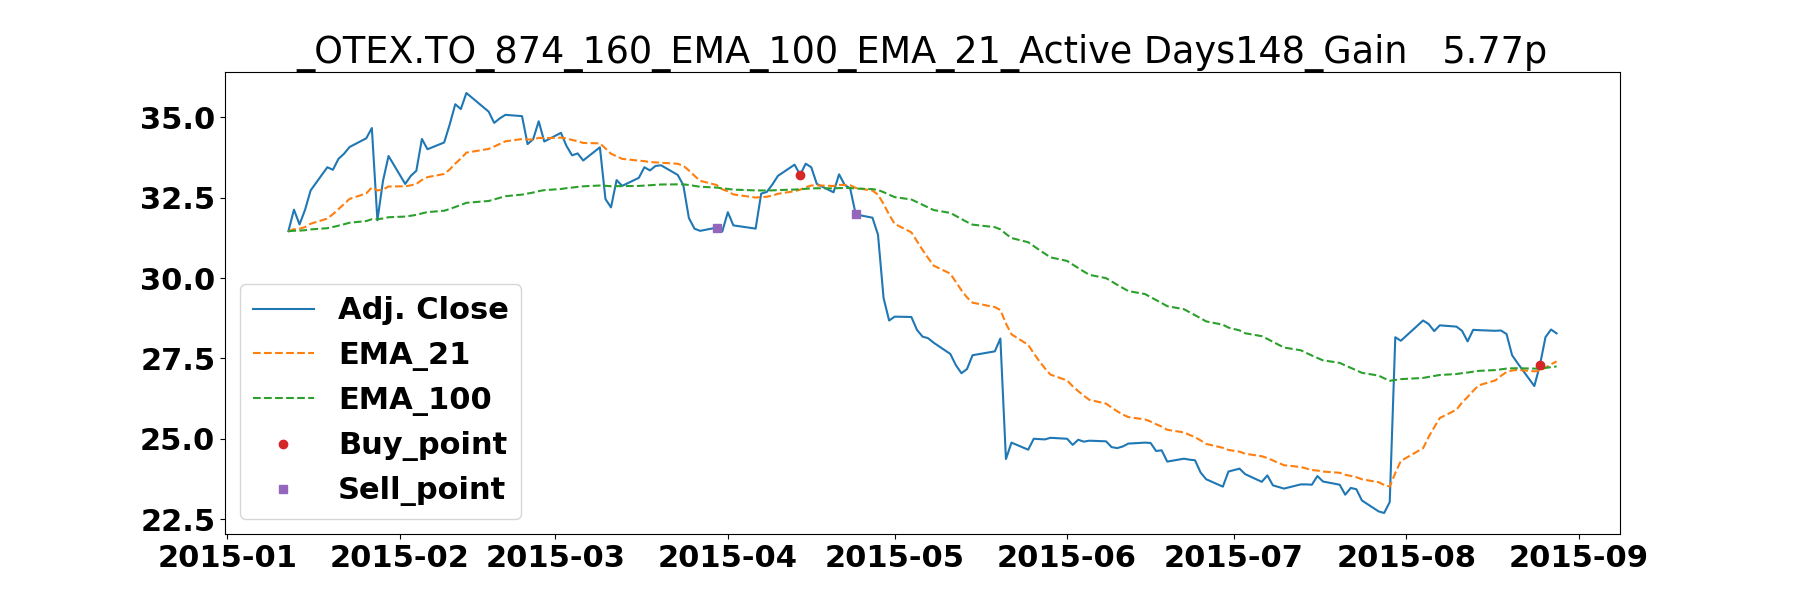 _OTEX.TO_874_160_EMA_100_EMA_21_Active Days148_Gain   5.77p
35.0
32.5
30.0
27.5
25.0
22.5
Adj. Close
EMA_21
EMA_100
Buy_point
Sell_point
2015-01 2015-02 2015-03 2015-04 2015-05 2015-06 2015-07 2015-08 2015-09